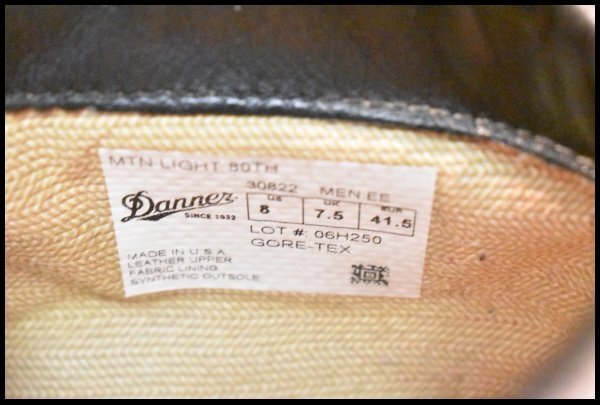 MTN LIGHT 80TH
30822 MEN EE
Danner
SINCE 1932
US UK EUR
8 7.5 41.5
LOT #: 06H250
GORE-TEX
MADE IN U.S.A
LEATHER UPPER
FABRIC LINING
SYNTHETIC OUTSOLE